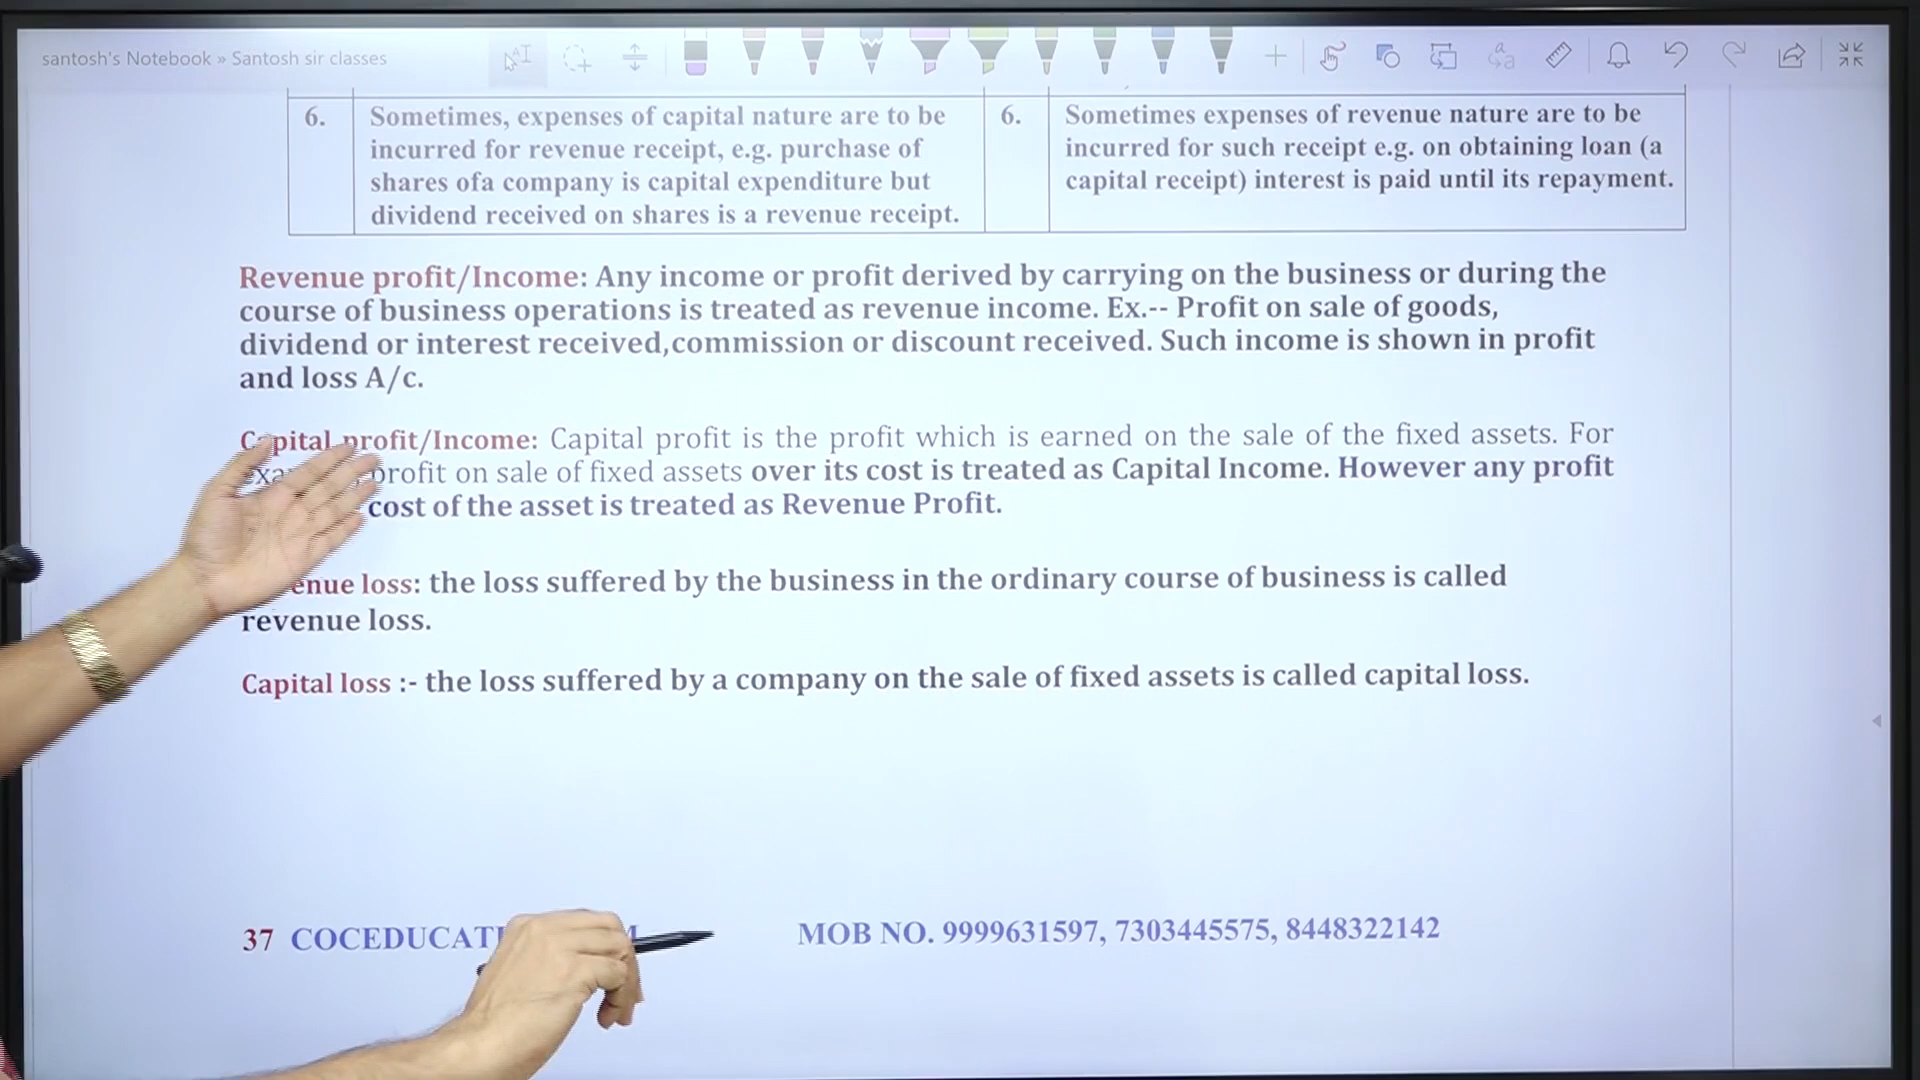 santosh's Notebook » Santosh sir classes
6. Sometimes, expenses of capital nature are to be
incurred for revenue receipt, e.g. purchase of
shares ofa company is capital expenditure but
dividend received on shares is a revenue receipt.
6. Sometimes expenses of revenue nature are to be
incurred for such receipt e.g. on obtaining loan (a
capital receipt) interest is paid until its repayment.
Revenue profit/Income: Any income or profit derived by carrying on the business or during the
course of business operations is treated as revenue income. Ex.-- Profit on sale of goods,
dividend or interest received,commission or discount received. Such income is shown in profit
and loss A/c.
Capital profit/Income: Capital profit is the profit which is earned on the sale of the fixed assets. For
profit on sale of fixed assets over its cost is treated as Capital Income. However any profit
cost of the asset is treated as Revenue Profit.
enue loss: the loss suffered by the business in the ordinary course of business is called
revenue loss.
Capital loss :- the loss suffered by a company on the sale of fixed assets is called capital loss.
37 COCEDUCATI MOB NO. 9999631597, 7303445575, 8448322142